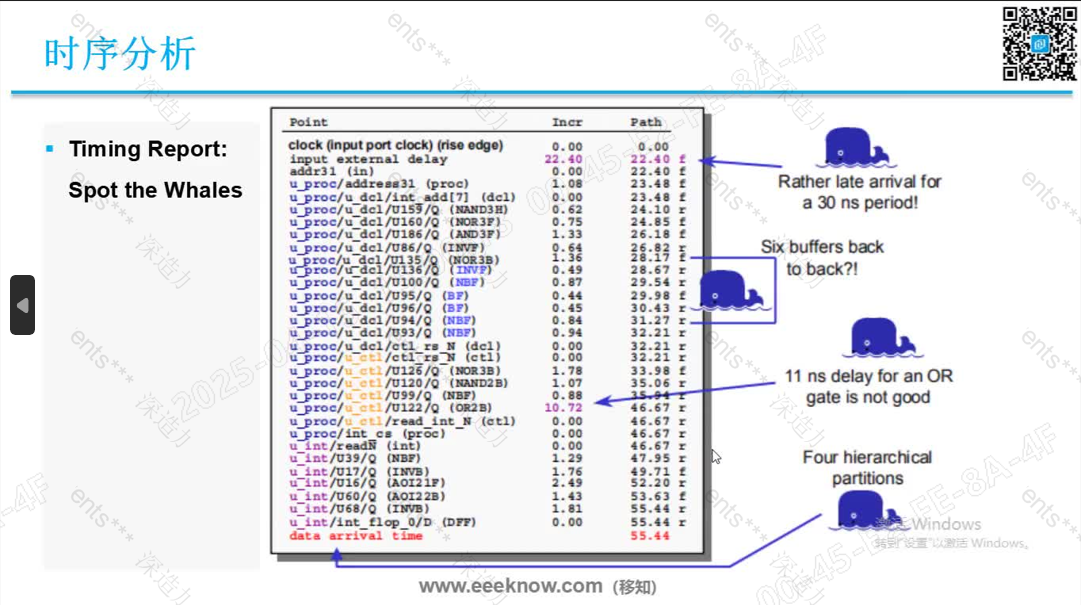 时序分析
Timing Report:
Spot the Whales
Point Incr Path
clock (input port clock) (rise edge) 0.00 0.00
input external delay 22.40 22.40 f
addr31 (in) 0.00 22.40 f
u_proc/address31 (proc) 1.08 23.48 f
u_proc/u_dcl/int_add[7] (dcl) 0.00 23.48 f
u_proc/u_dcl/U159/Q (NAND3H) 0.62 24.10 r
u_proc/u_dcl/U160/Q (NOR3F) 0.75 24.85 f
u_proc/u_dcl/U186/Q (AND3F) 1.33 26.18 f
u_proc/u_dcl/U86/Q (INVF) 0.64 26.82 r
u_proc/u_dcl/U135/Q (NOR3B) 1.36 28.17 f
u_proc/u_dcl/U136/Q (INVF) 0.49 28.67 r
u_proc/u_dcl/U100/Q (NBF) 0.87 29.54 r
u_proc/u_dcl/U95/Q (BF) 0.44 29.98 f
u_proc/u_dcl/U96/Q (BF) 0.45 30.43 r
u_proc/u_dcl/U94/Q (NBF) 0.84 31.27 r
u_proc/u_dcl/U93/Q (NBF) 0.94 32.21 r
u_proc/u_dcl/ctl_rs_N (dcl) 0.00 32.21 r
u_proc/u_ctl/ctl_rs_N (ctl) 0.00 32.21 r
u_proc/u_ctl/U126/Q (NOR3B) 1.78 33.98 f
u_proc/u_ctl/U120/Q (NAND2B) 1.07 35.06 r
u_proc/u_ctl/U99/Q (NBF) 0.88 35.94 r
u_proc/u_ctl/U122/Q (OR2B) 10.72 46.67 r
u_proc/u_ctl/read_int_N (ctl) 0.00 46.67 r
u_proc/int_cs (proc) 0.00 46.67 r
u_int/readN (int) 0.00 46.67 r
u_int/U39/Q (NBF) 1.29 47.95 r
u_int/U17/Q (INVB) 1.76 49.71 f
u_int/U16/Q (AOI21F) 2.49 52.20 r
u_int/U60/Q (AOI22B) 1.43 53.63 f
u_int/U68/Q (INVB) 1.81 55.44 r
u_int/int_flop_0/D (DFF) 0.00 55.44 r
data arrival time 55.44
Rather late arrival for
a 30 ns period!
Six buffers back
to back?!
11 ns delay for an OR
gate is not good
Four hierarchical
partitions
激活 Windows
转到"设置"以激活 Windows。
www.eeeknow.com（移知）